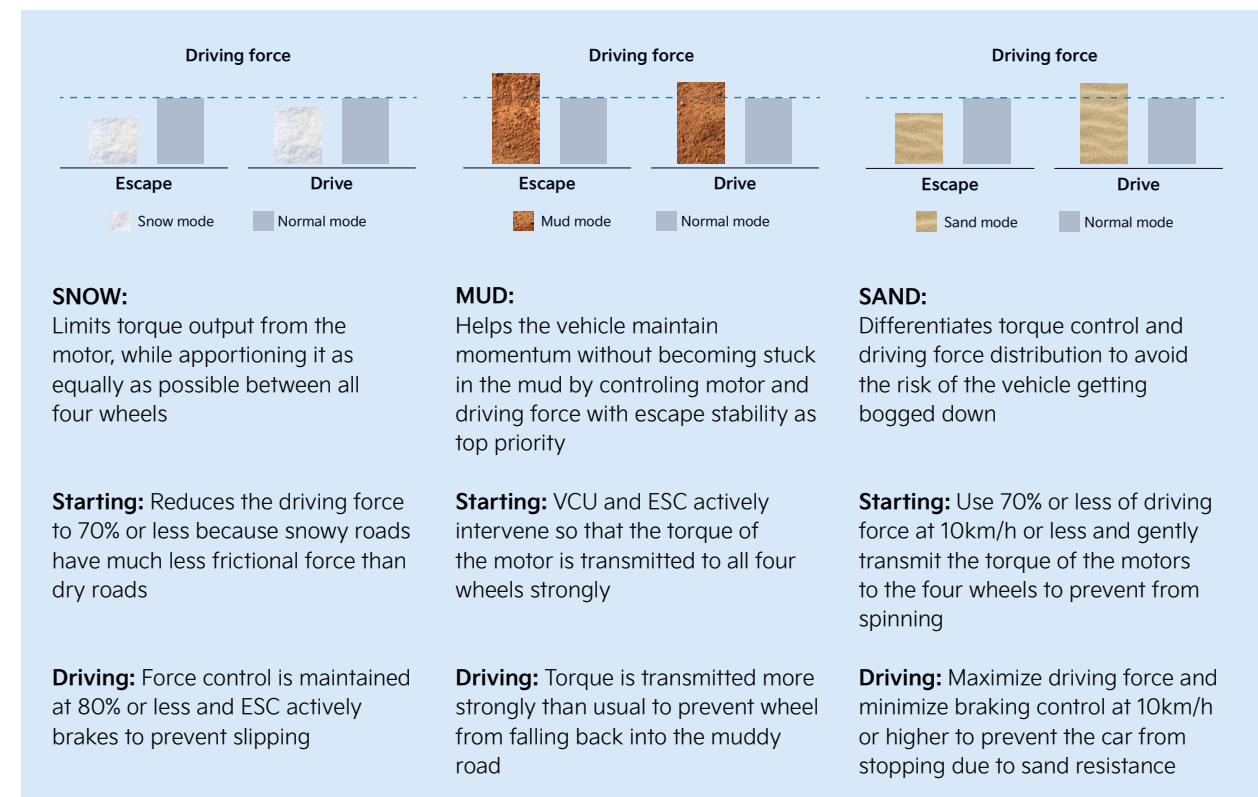 Driving force
Escape
Drive
Snow mode
Normal mode
Driving force
Escape
Drive
Mud mode
Normal mode
Driving force
Escape
Drive
Sand mode
Normal mode
SNOW:
Limits torque output from the
motor, while apportioning it as
equally as possible between all
four wheels
Starting: Reduces the driving force
to 70% or less because snowy roads
have much less frictional force than
dry roads
Driving: Force control is maintained
at 80% or less and ESC actively
brakes to prevent slipping
MUD:
Helps the vehicle maintain
momentum without becoming stuck
in the mud by controling motor and
driving force with escape stability as
top priority
Starting: VCU and ESC actively
intervene so that the torque of
the motor is transmitted to all four
wheels strongly
Driving: Torque is transmitted more
strongly than usual to prevent wheel
from falling back into the muddy
road
SAND:
Differentiates torque control and
driving force distribution to avoid
the risk of the vehicle getting
bogged down
Starting: Use 70% or less of driving
force at 10km/h or less and gently
transmit the torque of the motors
to the four wheels to prevent from
spinning
Driving: Maximize driving force and
minimize braking control at 10km/h
or higher to prevent the car from
stopping due to sand resistance